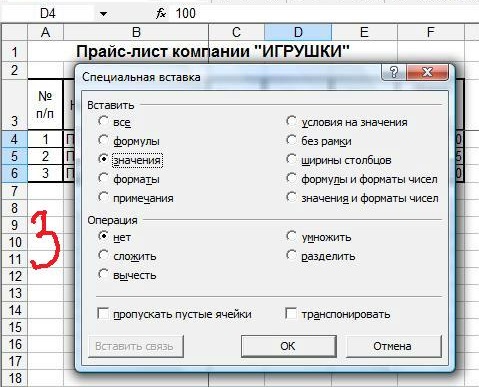 D4 fx 100
A B C D E F
1 Прайс-лист компании "ИГРУШКИ"
2
Специальная вставка
3 № п/п
Вставить
все условия на значения
4 1 П формулы без рамки 0
5 2 П значения ширины столбцов 5
6 3 П форматы формулы и форматы чисел 0
7 примечания значения и форматы чисел
8 Операция
9 нет умножить
10 сложить разделить
11 вычесть
3
12
13
14 пропускать пустые ячейки транспонировать
15
16 Вставить связь ОК Отмена
17
18